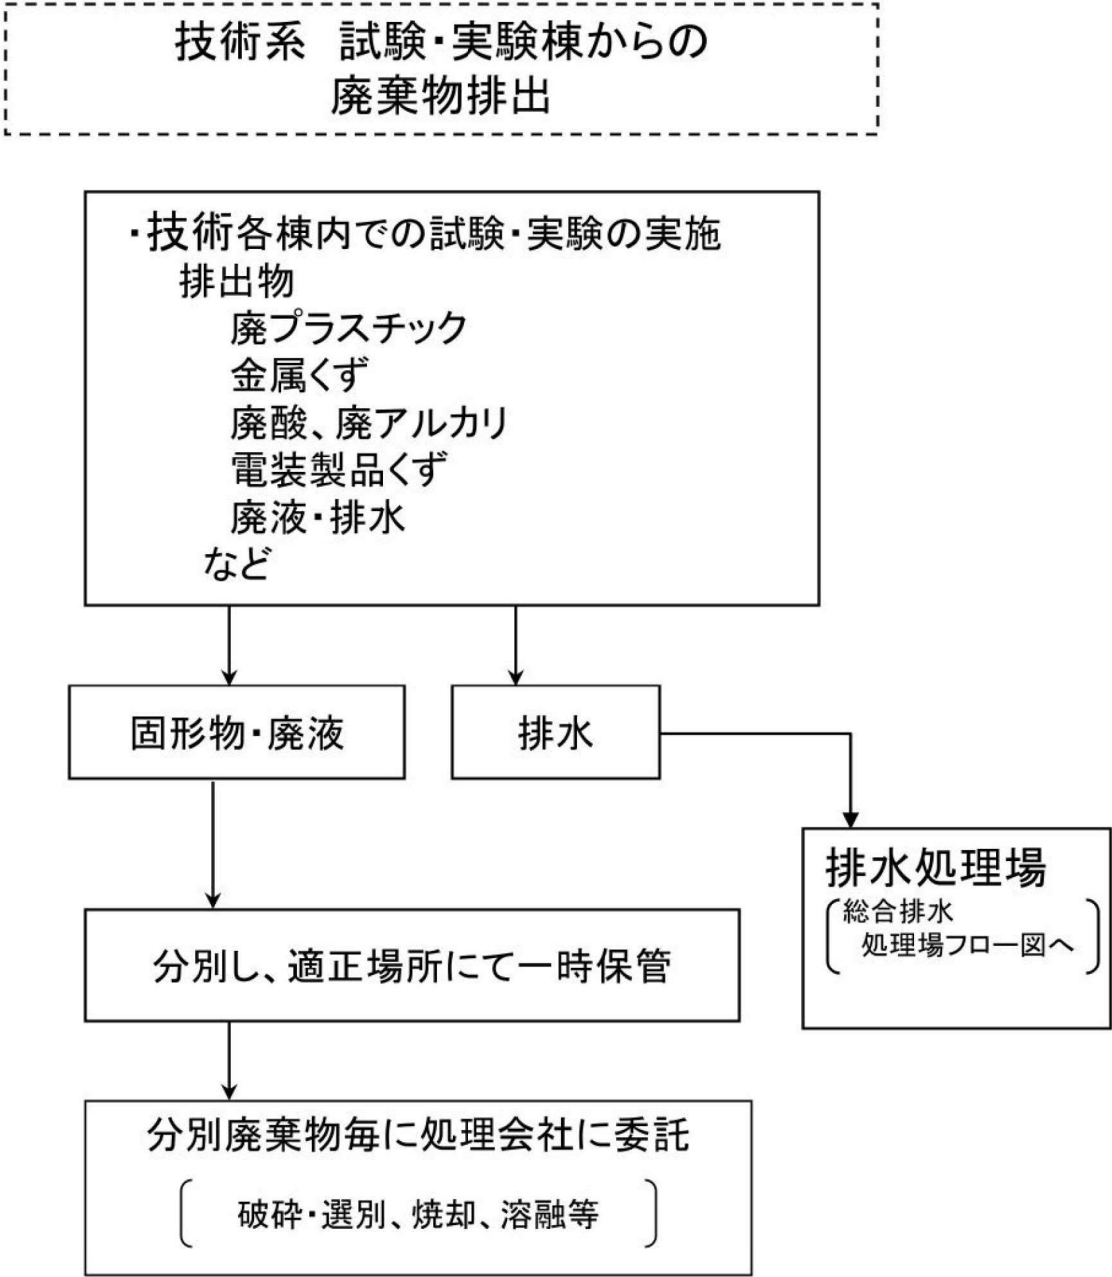 技術系　試験・実験棟からの
廃棄物排出
・技術各棟内での試験・実験の実施
排出物
廃プラスチック
金属くず
廃酸、廃アルカリ
電装製品くず
廃液・排水
など
固形物・廃液
排水
排水処理場
総合排水
処理場フロー図へ
分別し、適正場所にて一時保管
分別廃棄物毎に処理会社に委託
破砕・選別、焼却、溶融等